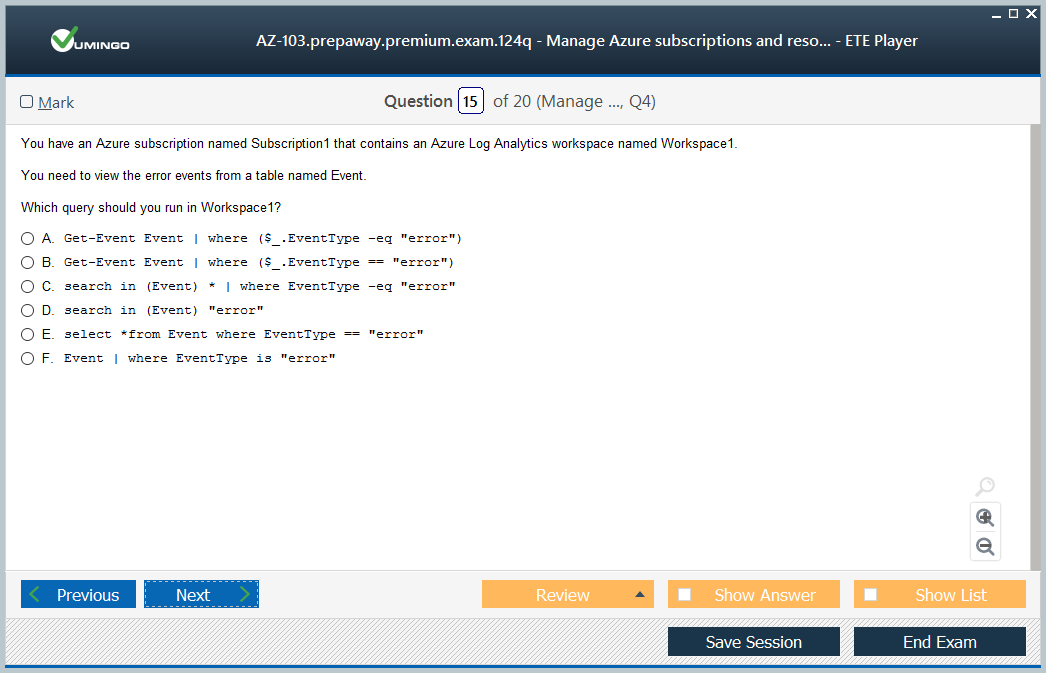 VUMINGO
AZ-103.prepaway.premium.exam.124q - Manage Azure subscriptions and reso... - ETE Player
Mark
Question 15 of 20 (Manage ..., Q4)
You have an Azure subscription named Subscription1 that contains an Azure Log Analytics workspace named Workspace1.
You need to view the error events from a table named Event.
Which query should you run in Workspace1?
A. Get-Event Event | where ($_.EventType -eq "error")
B. Get-Event Event | where ($_.EventType == "error")
C. search in (Event) * | where EventType -eq "error"
D. search in (Event) "error"
E. select *from Event where EventType == "error"
F. Event | where EventType is "error"
Previous Next Review Show Answer Show List
Save Session End Exam